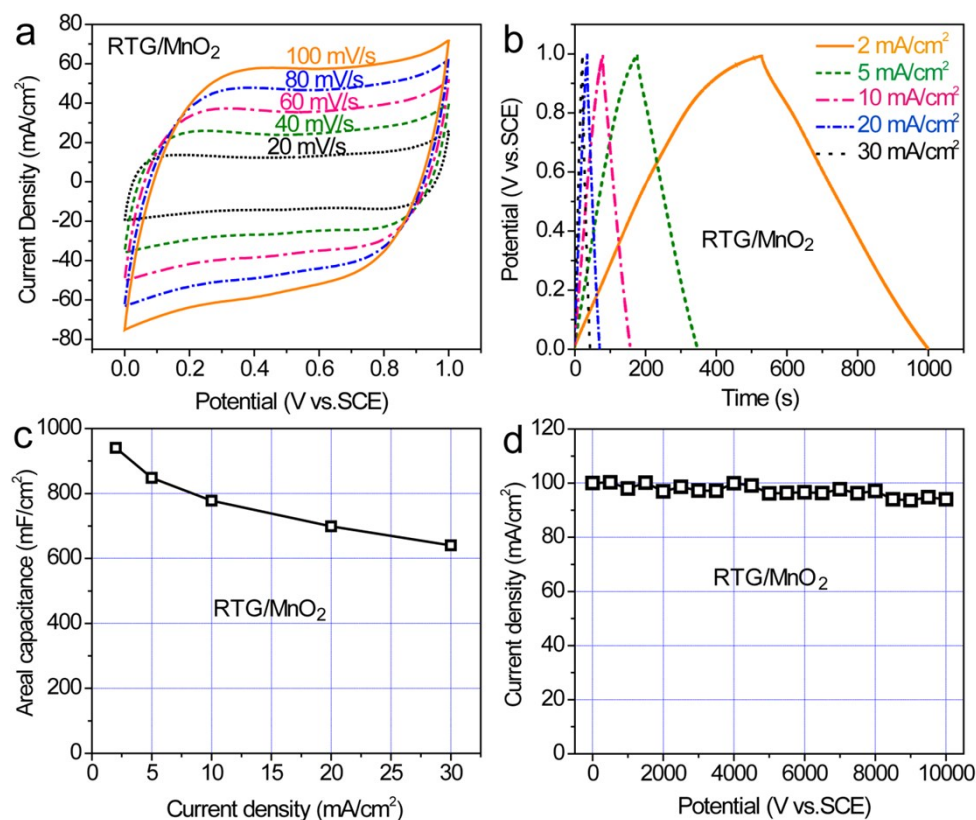 a
RTG/MnO₂
100 mV/s
80 mV/s
60 mV/s
40 mV/s
20 mV/s
80
60
40
20
0
-20
-40
-60
-80
0.0 0.2 0.4 0.6 0.8 1.0
Current Density (mA/cm²)
Potential (V vs.SCE)
b
2 mA/cm²
5 mA/cm²
10 mA/cm²
20 mA/cm²
30 mA/cm²
RTG/MnO₂
1.0
0.8
0.6
0.4
0.2
0.0
0 200 400 600 800 1000
Potential (V vs.SCE)
Time (s)
c
1000
800
600
400
200
0
0 5 10 15 20 25 30
RTG/MnO₂
Areal capacitance (mF/cm²)
Current density (mA/cm²)
d
120
100
80
60
40
20
0
0 2000 4000 6000 8000 10000
RTG/MnO₂
Current density (mA/cm²)
Potential (V vs.SCE)